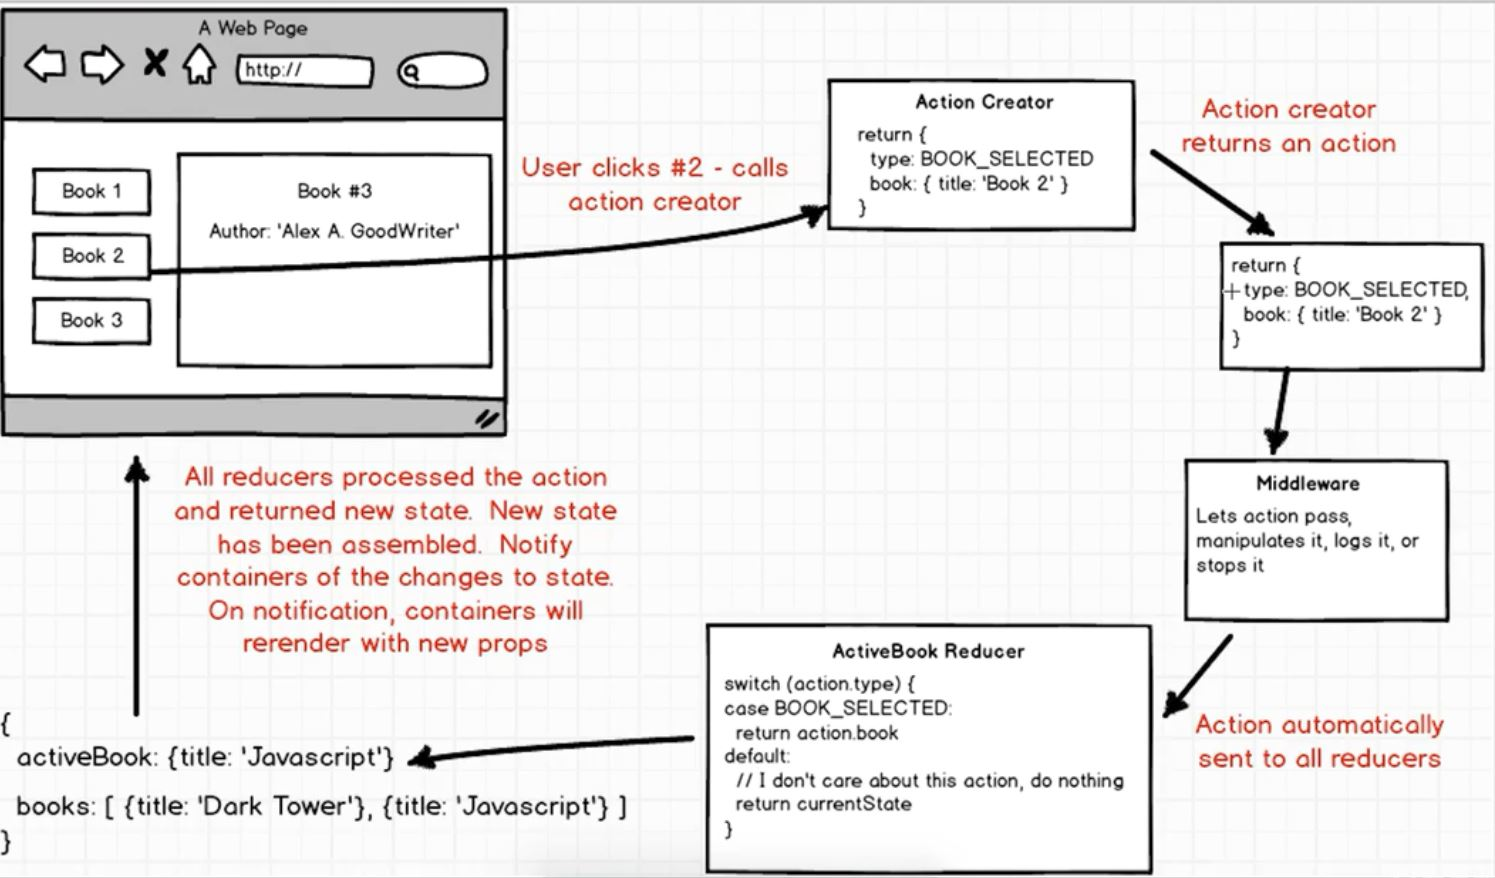 A Web Page
http://
Book 1
Book 2
Book 3
Book #3
Author: 'Alex A. GoodWriter'
User clicks #2 - calls
action creator
Action Creator
return {
type: BOOK_SELECTED
book: { title: 'Book 2' }
}
Action creator
returns an action
return {
type: BOOK_SELECTED,
book: { title: 'Book 2' }
}
Middleware
Lets action pass,
manipulates it, logs it, or
stops it
Action automatically
sent to all reducers
ActiveBook Reducer
switch (action.type) {
case BOOK_SELECTED:
return action.book
default:
// I don't care about this action, do nothing
return currentState
}
{
activeBook: {title: 'Javascript'}
books: [ {title: 'Dark Tower'}, {title: 'Javascript'} ]
}
All reducers processed the action
and returned new state. New state
has been assembled. Notify
containers of the changes to state.
On notification, containers will
rerender with new props